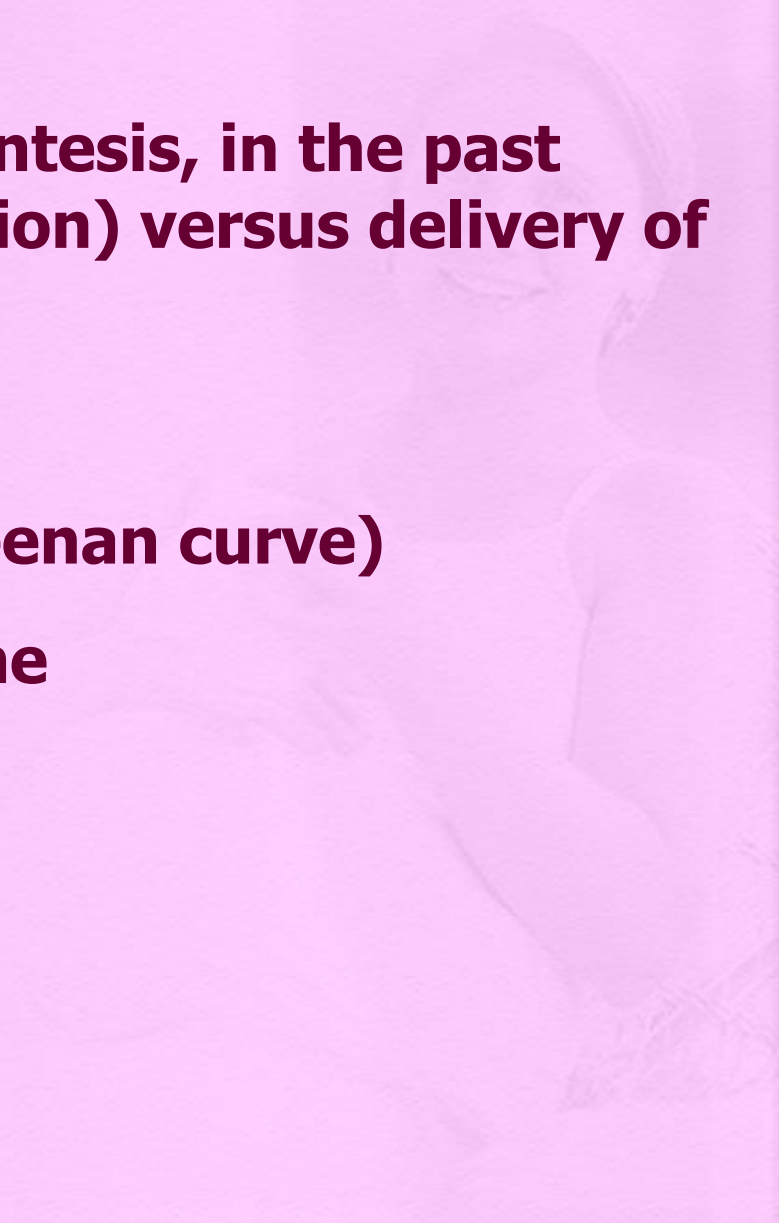 ntesis, in the past
ion) versus delivery of
enan curve)
ne